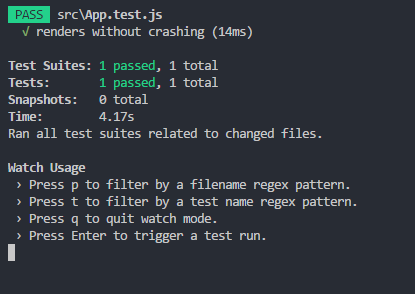 PASS src\App.test.js
√ renders without crashing (14ms)
Test Suites: 1 passed, 1 total
Tests: 1 passed, 1 total
Snapshots: 0 total
Time: 4.17s
Ran all test suites related to changed files.
Watch Usage
› Press p to filter by a filename regex pattern.
› Press t to filter by a test name regex pattern.
› Press q to quit watch mode.
› Press Enter to trigger a test run.